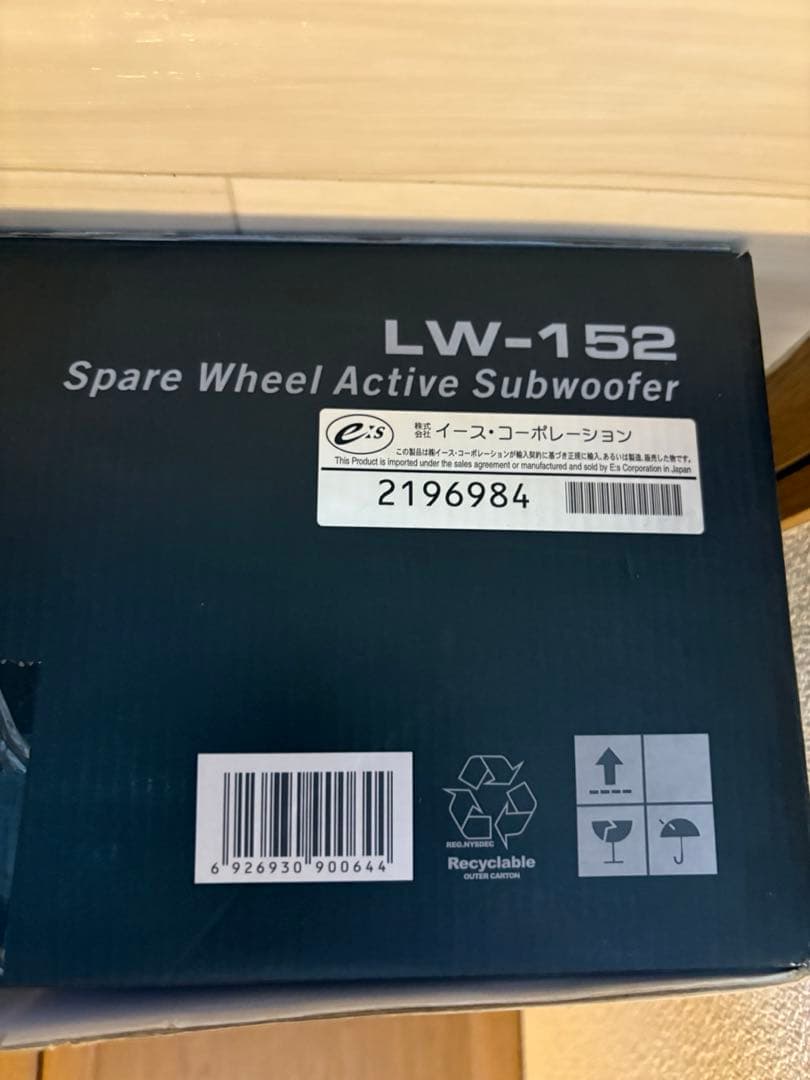 LW-152
Spare Wheel Active Subwoofer
e:s 株式会社 イース・コーポレーション
この製品は㈱イース・コーポレーションが輸入契約に基づき正規に輸入、あるいは製造、販売した物です。
This Product is imported under the sales agreement or manufactured and sold by E:s Corporation in Japan
2196984
6 926930 900644
REG.NYSDEC
Recyclable
OUTER CARTON